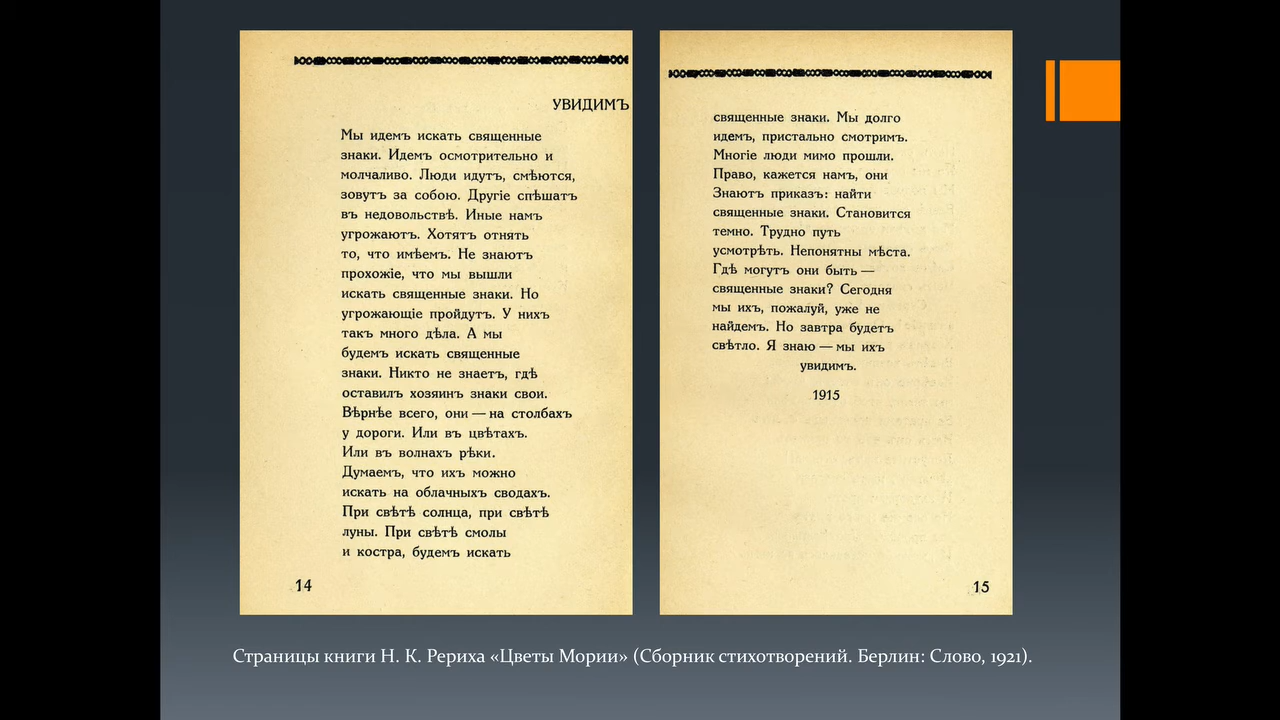 УВИДИМЪ
Мы идемъ искать священные
знаки. Идемъ осмотрительно и
молчаливо. Люди идутъ, смѣются,
зовутъ за собою. Другіе спѣшатъ
въ недовольствѣ. Иные намъ
угрожаютъ. Хотятъ отнять
то, что имѣемъ. Не знаютъ
прохожіе, что мы вышли
искать священные знаки. Но
угрожающіе пройдутъ. У нихъ
такъ много дѣла. А мы
будемъ искать священные
знаки. Никто не знаетъ, гдѣ
оставилъ хозяинъ знаки свои.
Вѣрнѣе всего, они — на столбахъ
у дороги. Или въ цвѣтахъ.
Или въ волнахъ рѣки.
Думаемъ, что ихъ можно
искать на облачныхъ сводахъ.
При свѣтѣ солнца, при свѣтѣ
луны. При свѣтѣ смолы
и костра, будемъ искать
14
священные знаки. Мы долго
идемъ, пристально смотримъ.
Многіе люди мимо прошли.
Право, кажется намъ, они
Знаютъ приказъ: найти
священные знаки. Становится
темно. Трудно путь
усмотрѣть. Непонятны мѣста.
Гдѣ могутъ они быть —
священные знаки? Сегодня
мы ихъ, пожалуй, уже не
найдемъ. Но завтра будетъ
свѣтло. Я знаю — мы ихъ
увидимъ.
1915
15
Страницы книги Н. К. Рериха «Цветы Мории» (Сборник стихотворений. Берлин: Слово, 1921).